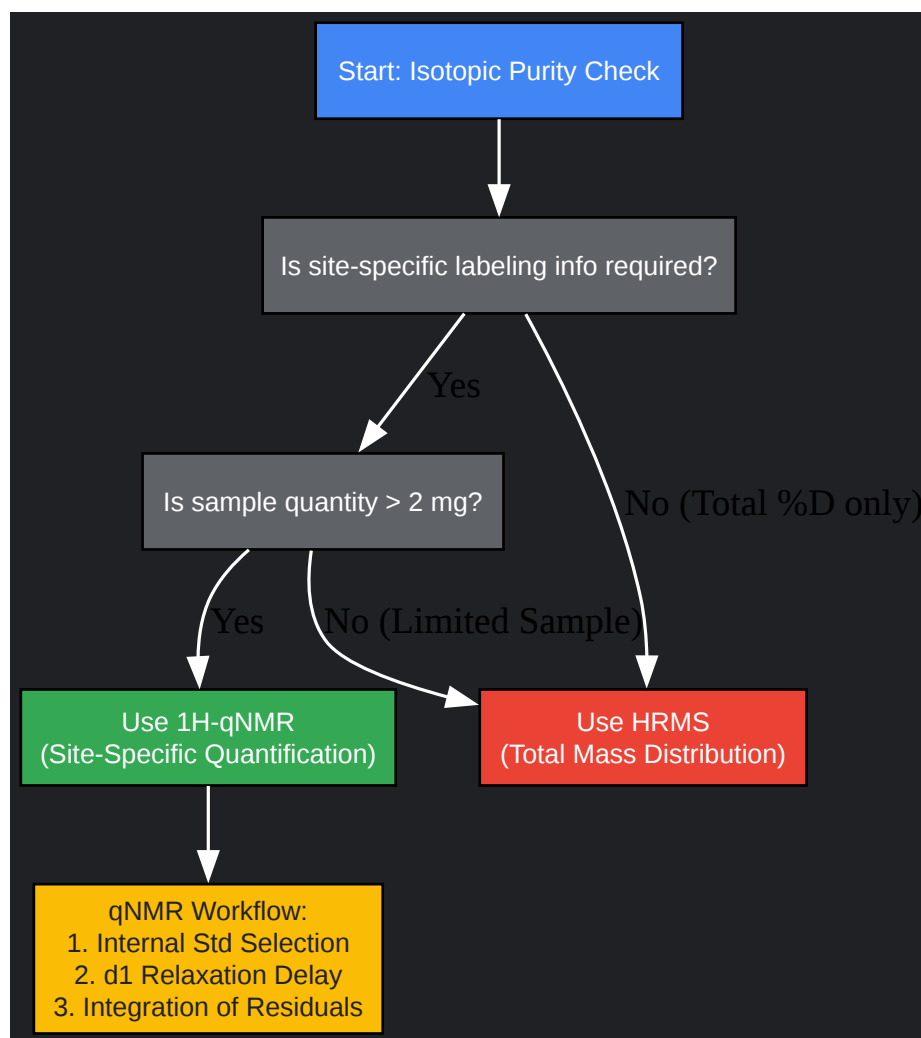 Start: Isotopic Purity Check
Is site-specific labeling info required?
Yes
Is sample quantity > 2 mg?
No (Total %D only)
Yes
No (Limited Sample)
Use 1H-qNMR
(Site-Specific Quantification)
Use HRMS
(Total Mass Distribution)
qNMR Workflow:
1. Internal Std Selection
2. d1 Relaxation Delay
3. Integration of Residuals